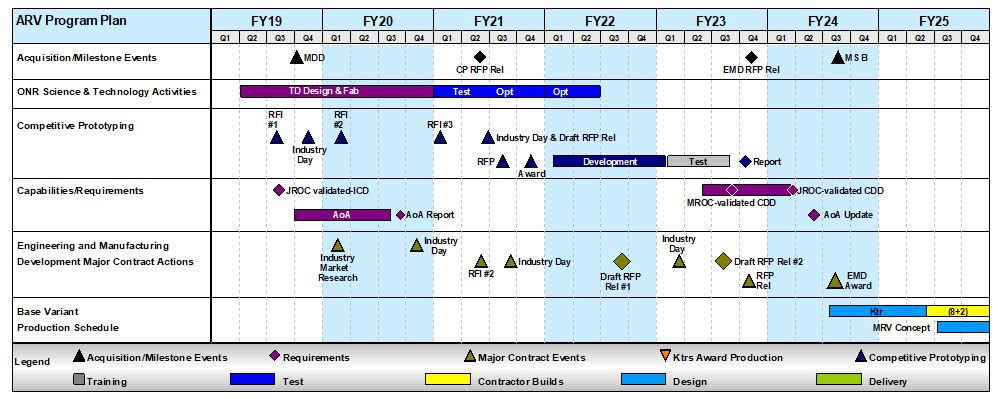 ARV Program Plan FY19 FY20 FY21 FY22 FY23 FY24 FY25
Q1 Q2 Q3 Q4 Q1 Q2 Q3 Q4 Q1 Q2 Q3 Q4 Q1 Q2 Q3 Q4 Q1 Q2 Q3 Q4 Q1 Q2 Q3 Q4 Q1 Q2 Q3 Q4
Acquisition/Milestone Events MDD MS B
CP RFP Rel EMD RFP Rel
ONR Science & Technology Activities TD Design & Fab Test Opt Opt
RFI
#1
RFI
#2
RFI #3
Competitive Prototyping
Industry Day & Draft RFP Rel
Industry
Day
RFP
Award
Development Test Report
Capabilities/Requirements JROC validated-ICD JROC-validated CDD
MROC-validated CDD
AoA AoA Report AoA Update
Engineering and Manufacturing
Development Major Contract Actions
Industry
Market
Research
Industry
Day
RFI #2
Industry Day
Draft RFP
Rel #1
Industry
Day
Draft RFP Rel #2
RFP
Rel
EMD
Award
Base Variant Ktr (8+2)
Production Schedule MRV Concept
Legend
Acquisition/Milestone Events Requirements Major Contract Events Ktrs Award Production Competitive Prototyping
Training Test Contractor Builds Design Delivery